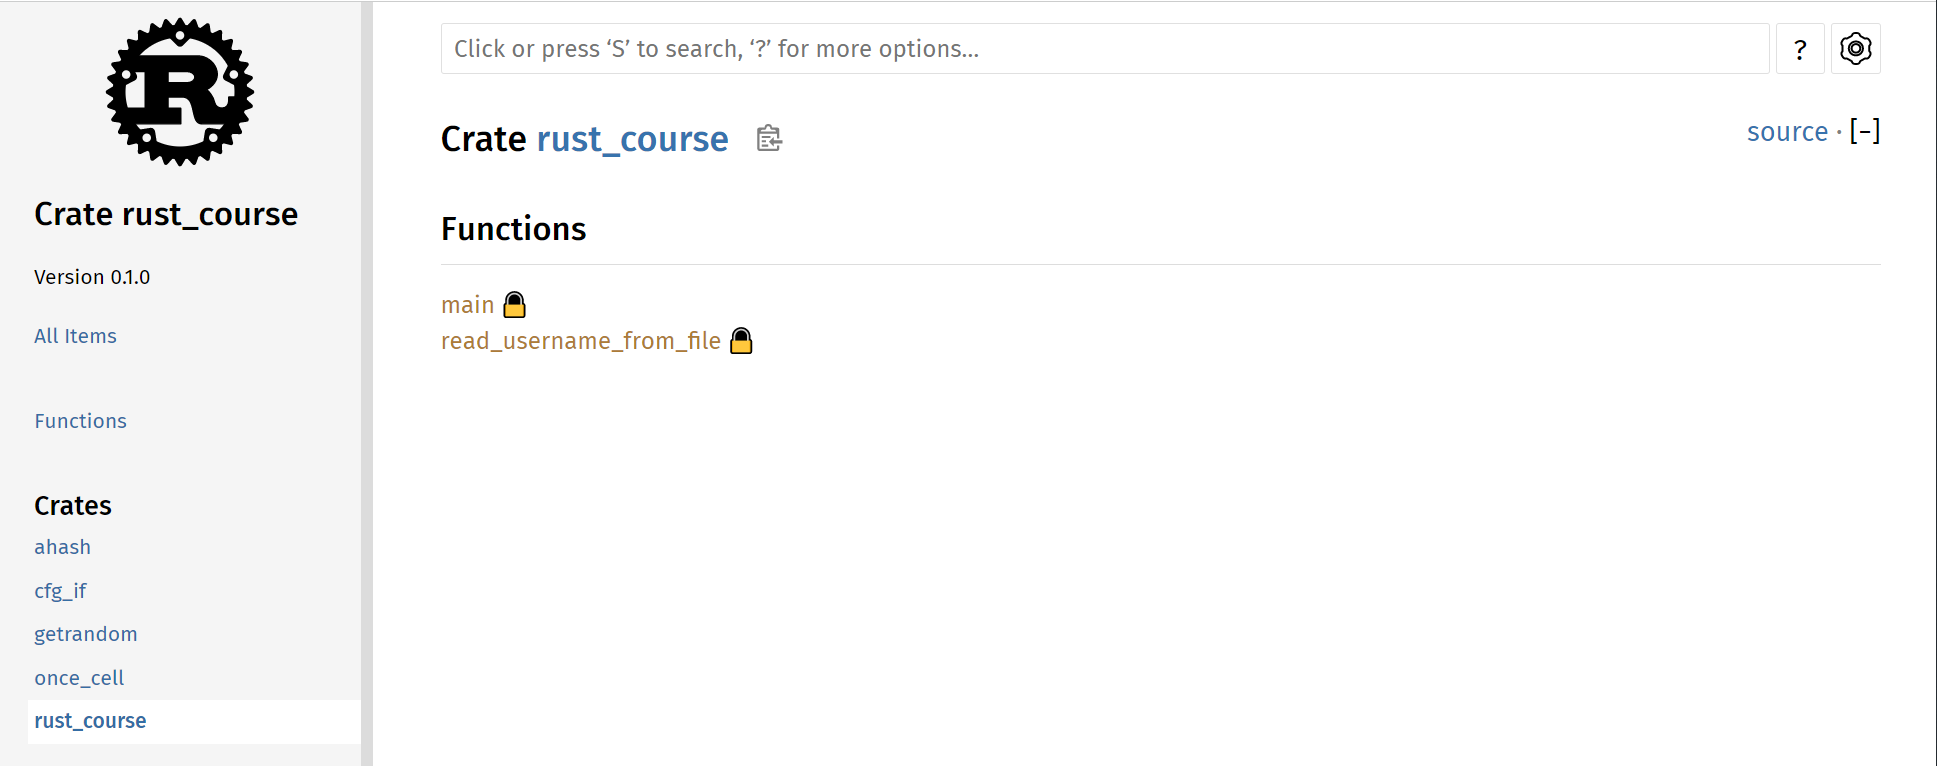 Crate rust_course
Version 0.1.0
All Items
Functions
Crates
ahash
cfg_if
getrandom
once_cell
rust_course
Click or press ‘S’ to search, ‘?’ for more options…
?
Crate rust_course
source · [-]
Functions
main
read_username_from_file